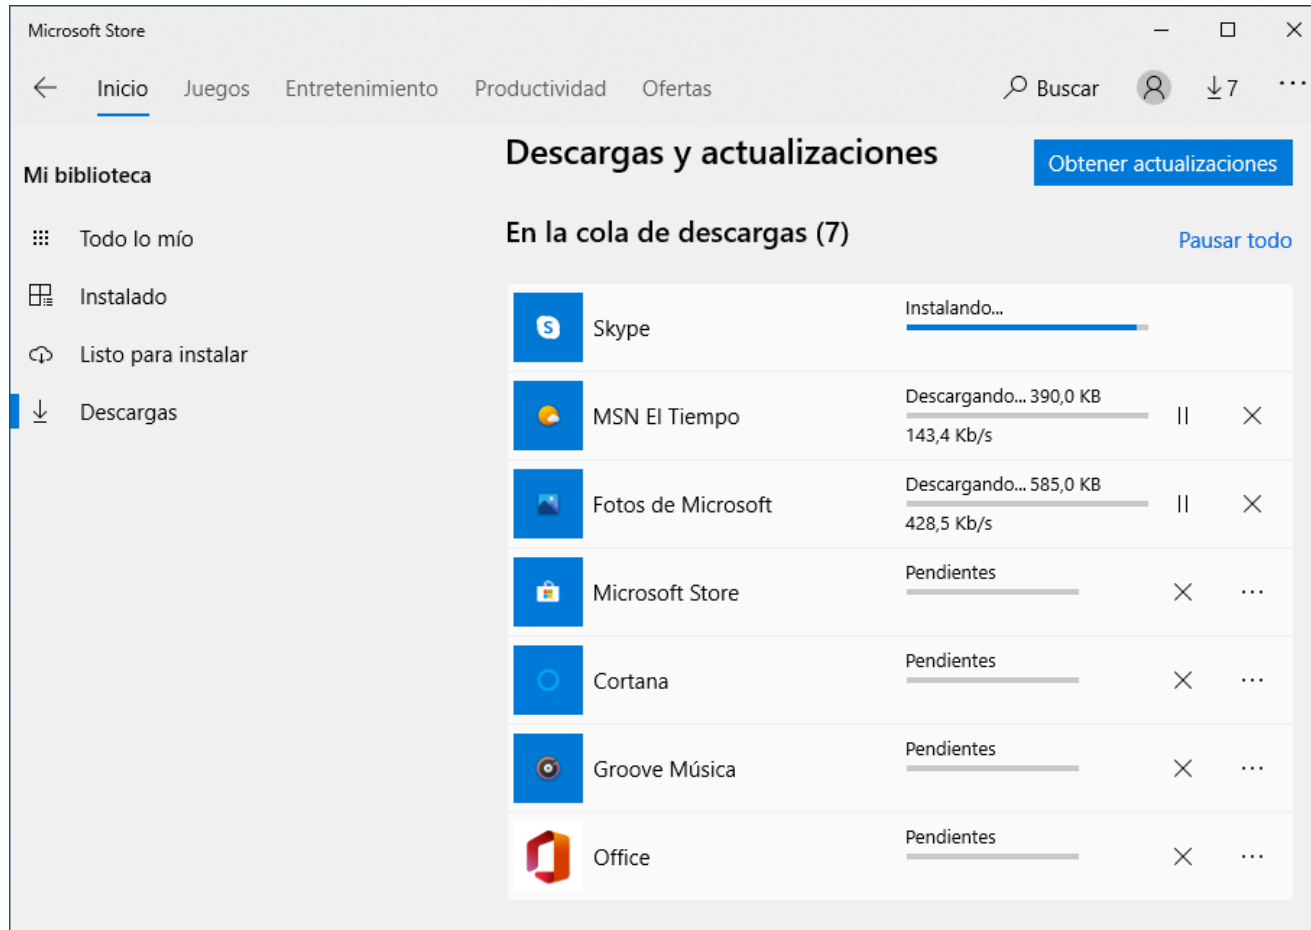 Microsoft Store
Inicio Juegos Entretenimiento Productividad Ofertas Buscar 7
Mi biblioteca
Todo lo mío
Instalado
Listo para instalar
Descargas
Descargas y actualizaciones
Obtener actualizaciones
En la cola de descargas (7)
Pausar todo
Skype
Instalando...
MSN El Tiempo
Descargando... 390,0 KB
143,4 Kb/s
Fotos de Microsoft
Descargando... 585,0 KB
428,5 Kb/s
Microsoft Store
Pendientes
Cortana
Pendientes
Groove Música
Pendientes
Office
Pendientes